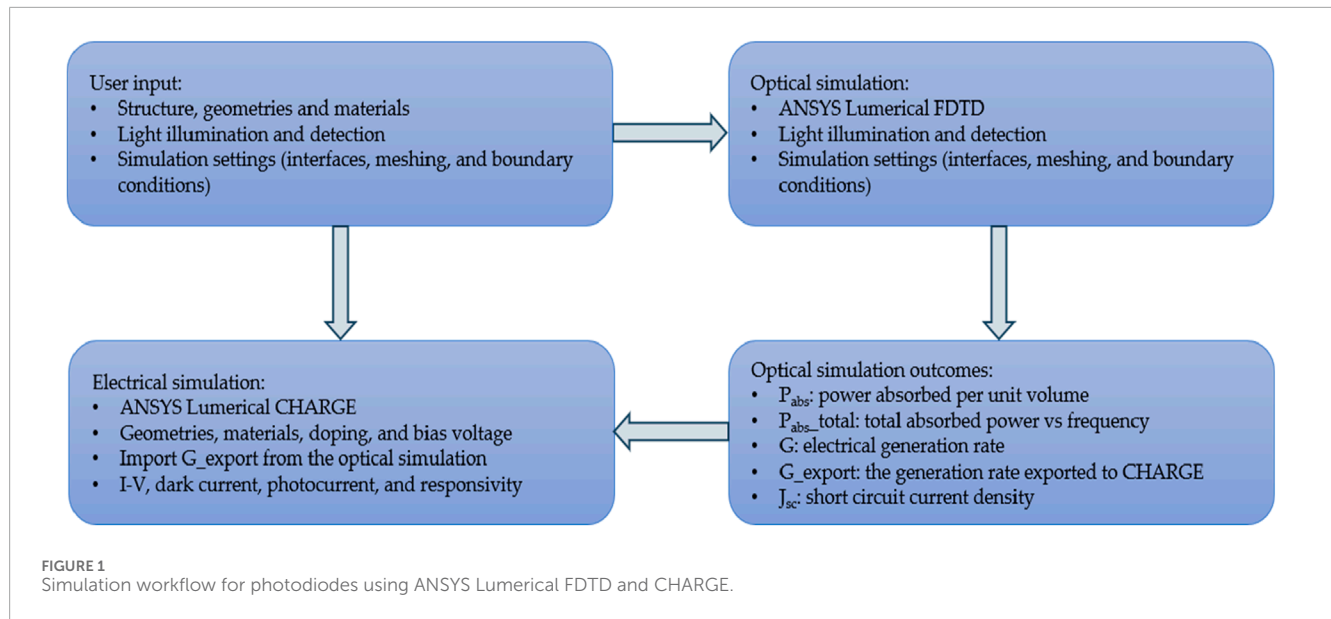 User input:
• Structure, geometries and materials
• Light illumination and detection
• Simulation settings (interfaces, meshing, and boundary
conditions)
Optical simulation:
• ANSYS Lumerical FDTD
• Light illumination and detection
• Simulation settings (interfaces, meshing, and boundary
conditions)
Electrical simulation:
• ANSYS Lumerical CHARGE
• Geometries, materials, doping, and bias voltage
• Import G_export from the optical simulation
• I-V, dark current, photocurrent, and responsivity
Optical simulation outcomes:
• Pabs: power absorbed per unit volume
• Pabs_total: total absorbed power vs frequency
• G: electrical generation rate
• G_export: the generation rate exported to CHARGE
• Jsc: short circuit current density
FIGURE 1
Simulation workflow for photodiodes using ANSYS Lumerical FDTD and CHARGE.